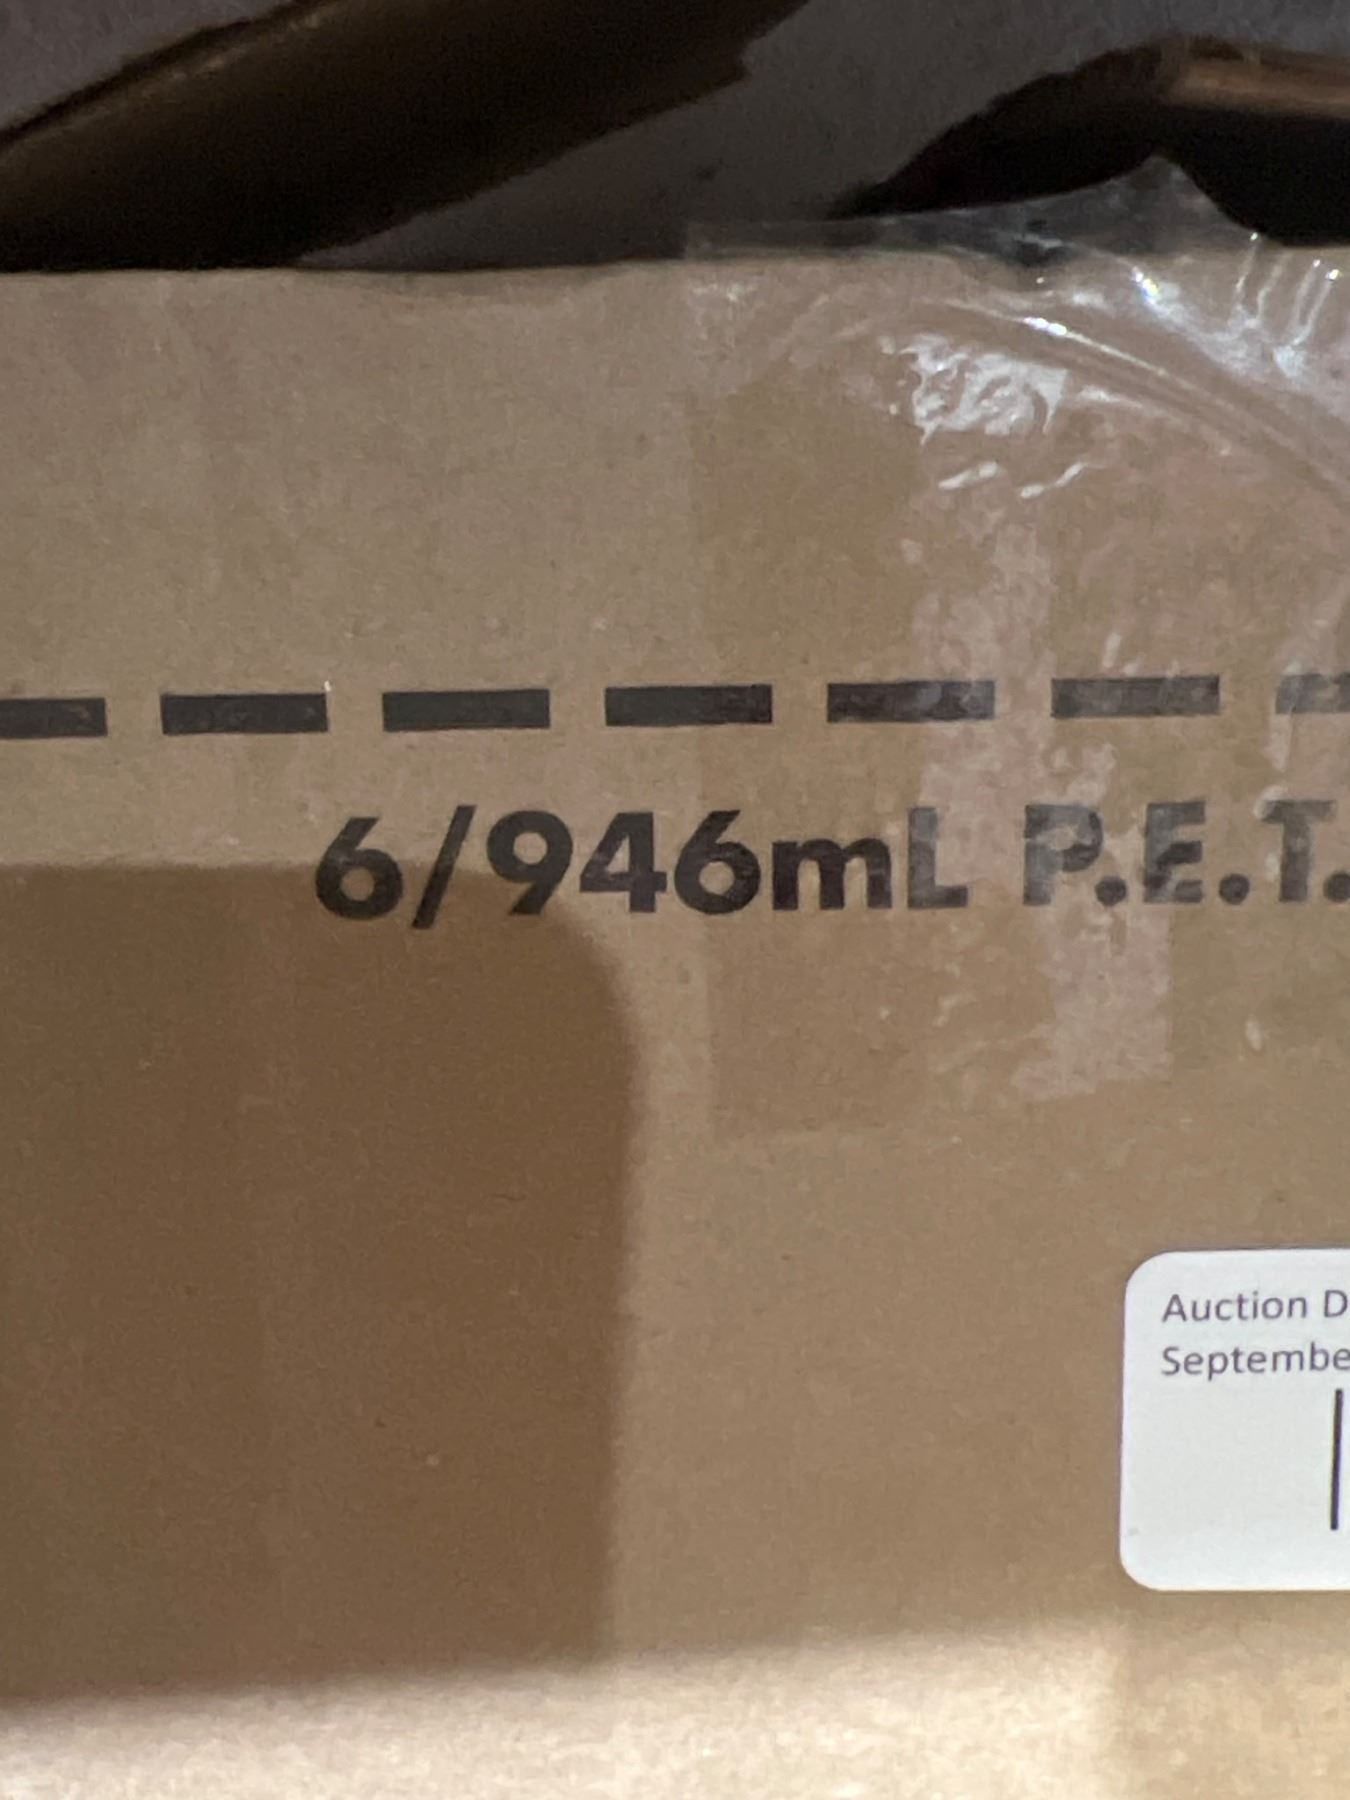 6/946mL P.E.T.
Auction D
Septembe